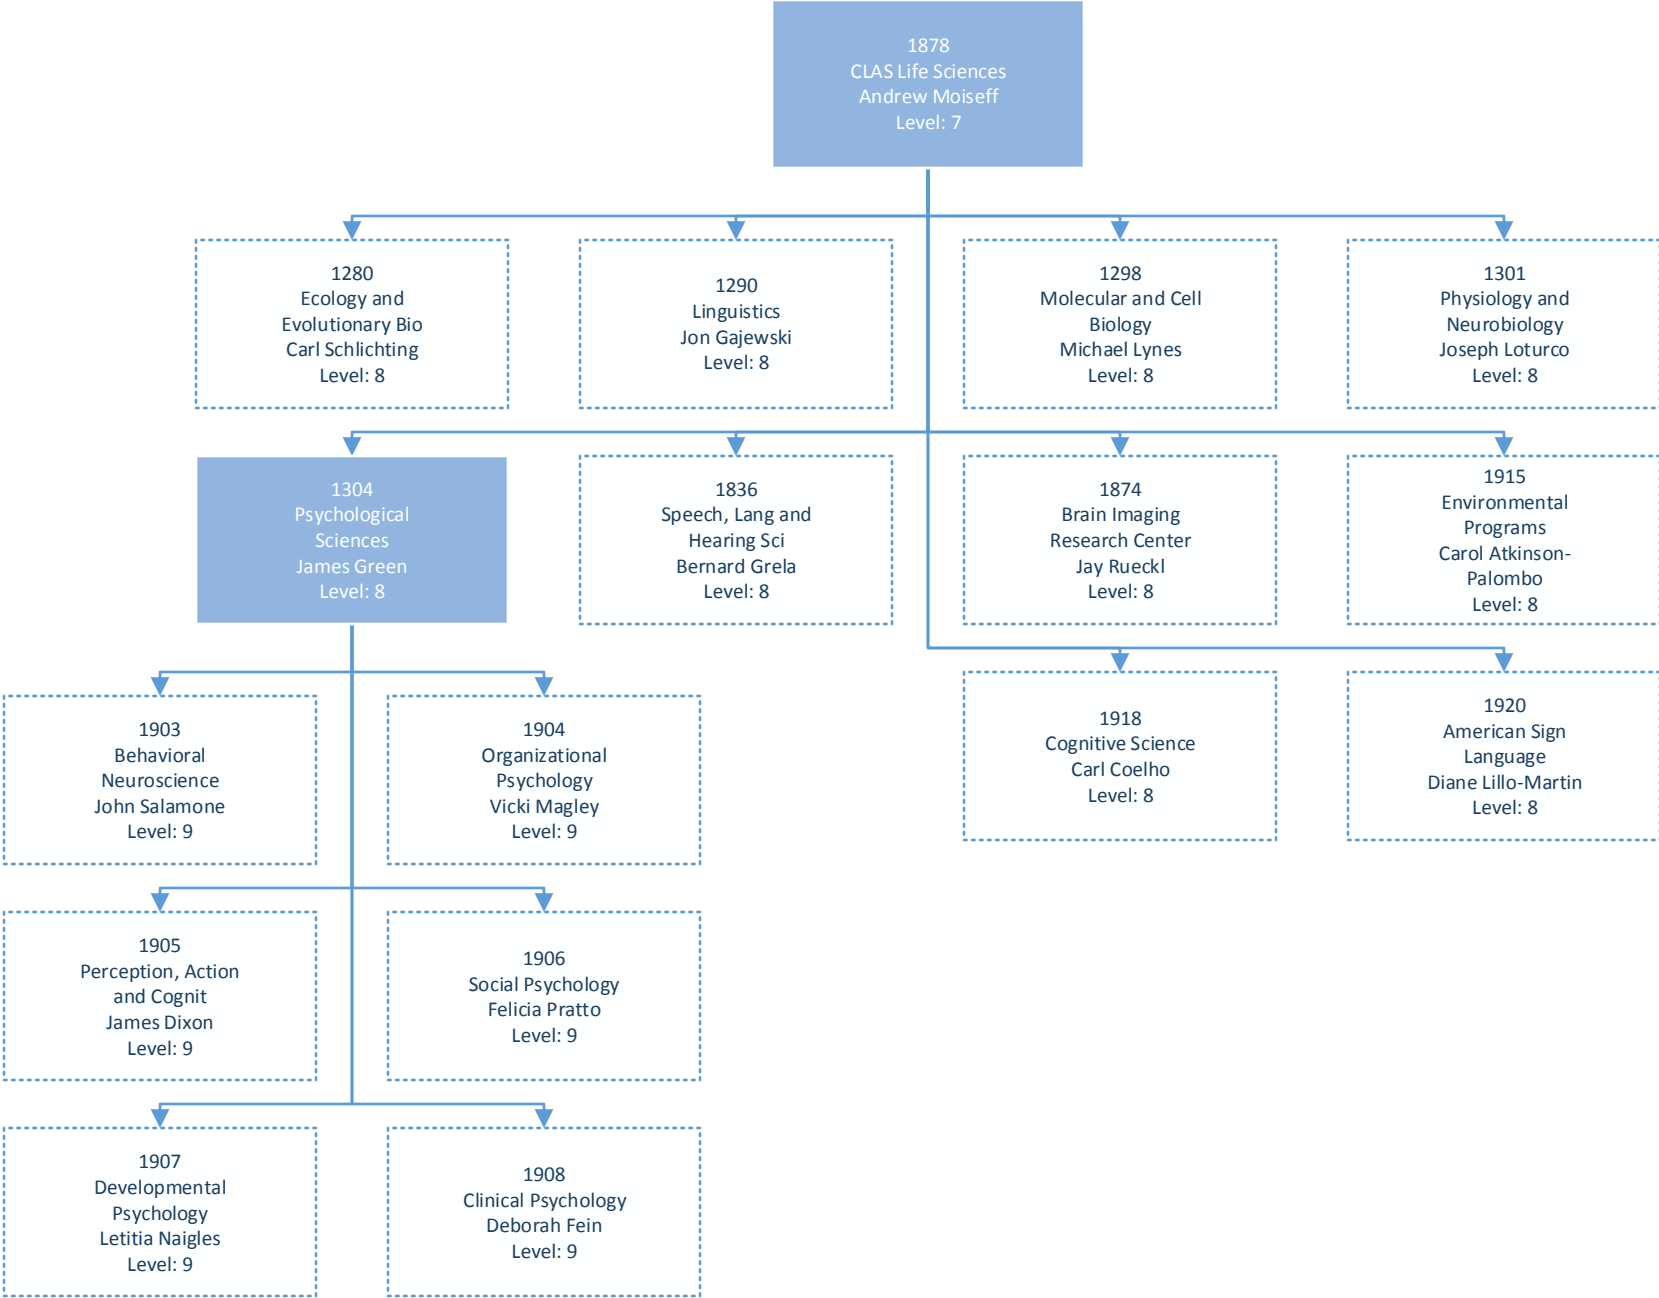 1878
CLAS Life Sciences
Andrew Moiseff
Level: 7
1280
Ecology and
Evolutionary Bio
Carl Schlichting
Level: 8
1290
Linguistics
Jon Gajewski
Level: 8
1298
Molecular and Cell
Biology
Michael Lynes
Level: 8
1301
Physiology and
Neurobiology
Joseph Loturco
Level: 8
1304
Psychological
Sciences
James Green
Level: 8
1836
Speech, Lang and
Hearing Sci
Bernard Grela
Level: 8
1874
Brain Imaging
Research Center
Jay Rueckl
Level: 8
1915
Environmental
Programs
Carol Atkinson-
Palombo
Level: 8
1903
Behavioral
Neuroscience
John Salamone
Level: 9
1904
Organizational
Psychology
Vicki Magley
Level: 9
1918
Cognitive Science
Carl Coelho
Level: 8
1920
American Sign
Language
Diane Lillo-Martin
Level: 8
1905
Perception, Action
and Cognit
James Dixon
Level: 9
1906
Social Psychology
Felicia Pratto
Level: 9
1907
Developmental
Psychology
Letitia Naigles
Level: 9
1908
Clinical Psychology
Deborah Fein
Level: 9